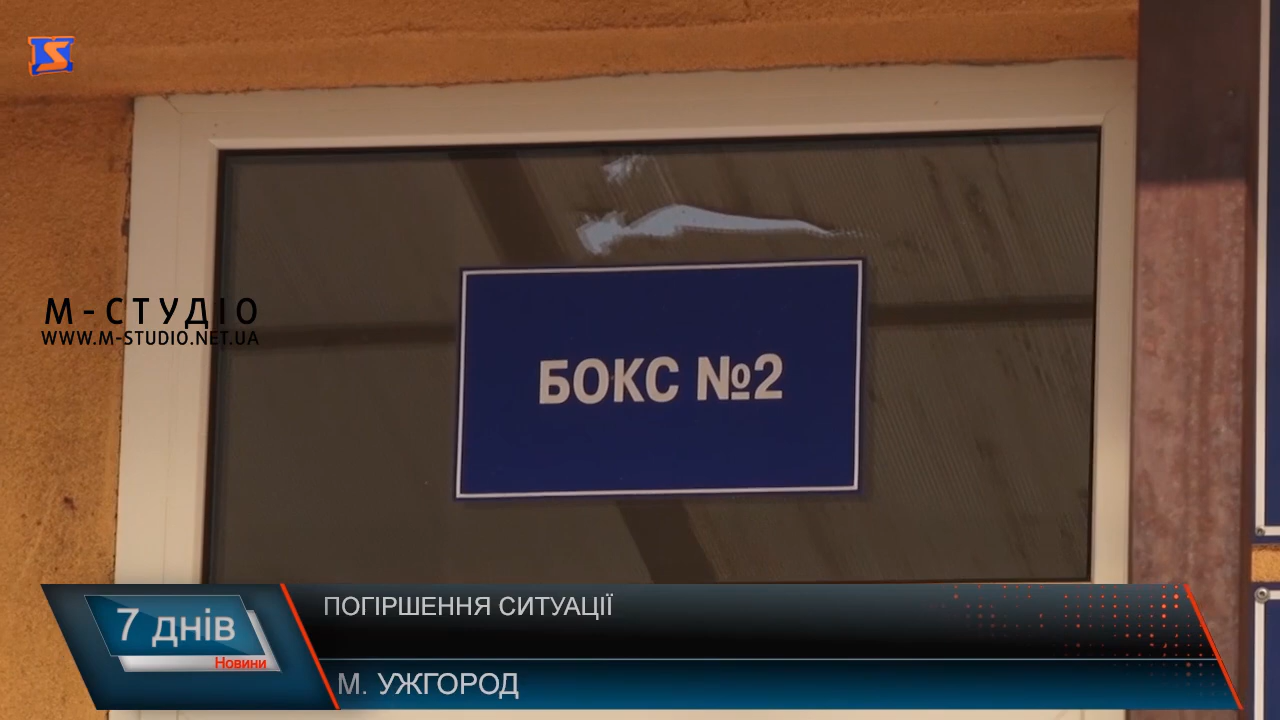 М-СТУДІО
WWW.M-STUDIO.NET.UA
БОКС №2
7 днів
Новини
ПОГІРШЕННЯ СИТУАЦІЇ
М. УЖГОРОД